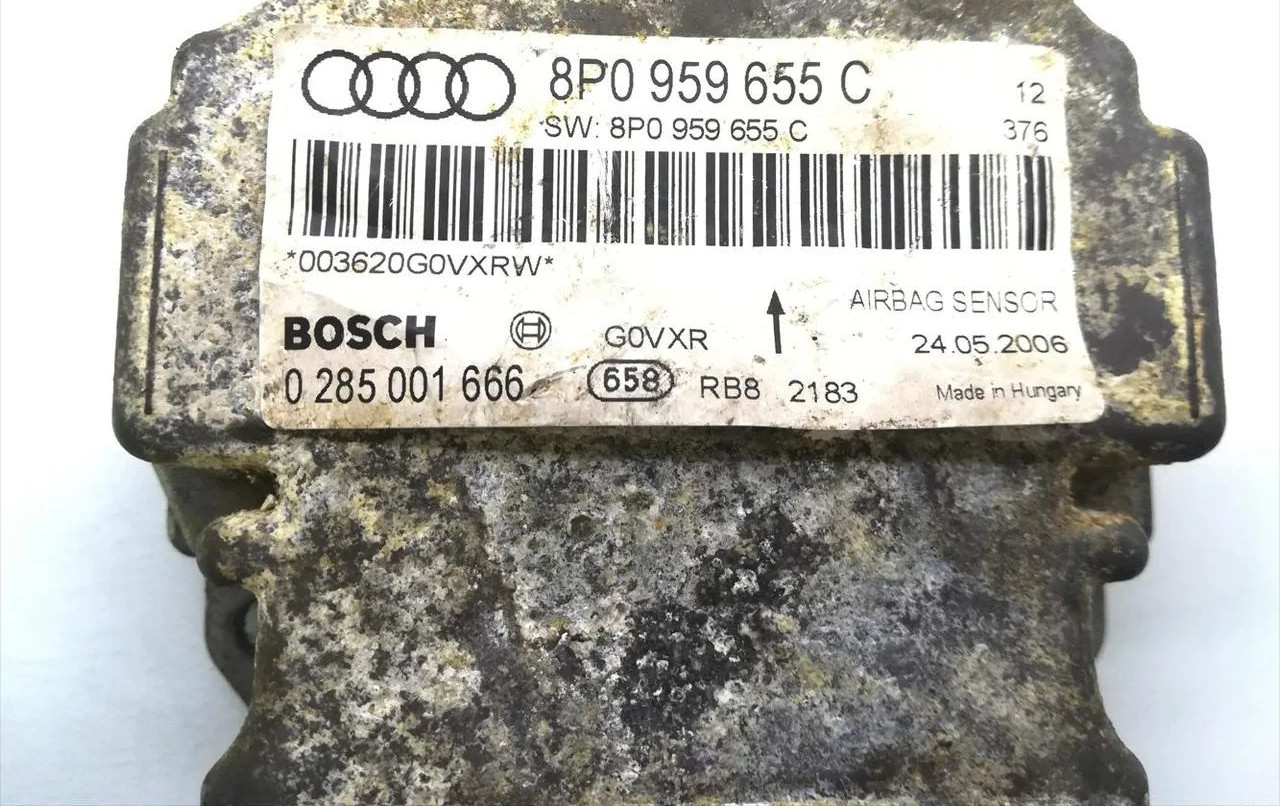 8P0 959 655 C 12
SW: 8P0 959 655 C 376
*003620G0VXRW*
AIRBAG SENSOR
BOSCH G0VXR 24.05.2006
0 285 001 666 658 RB8 2183 Made in Hungary